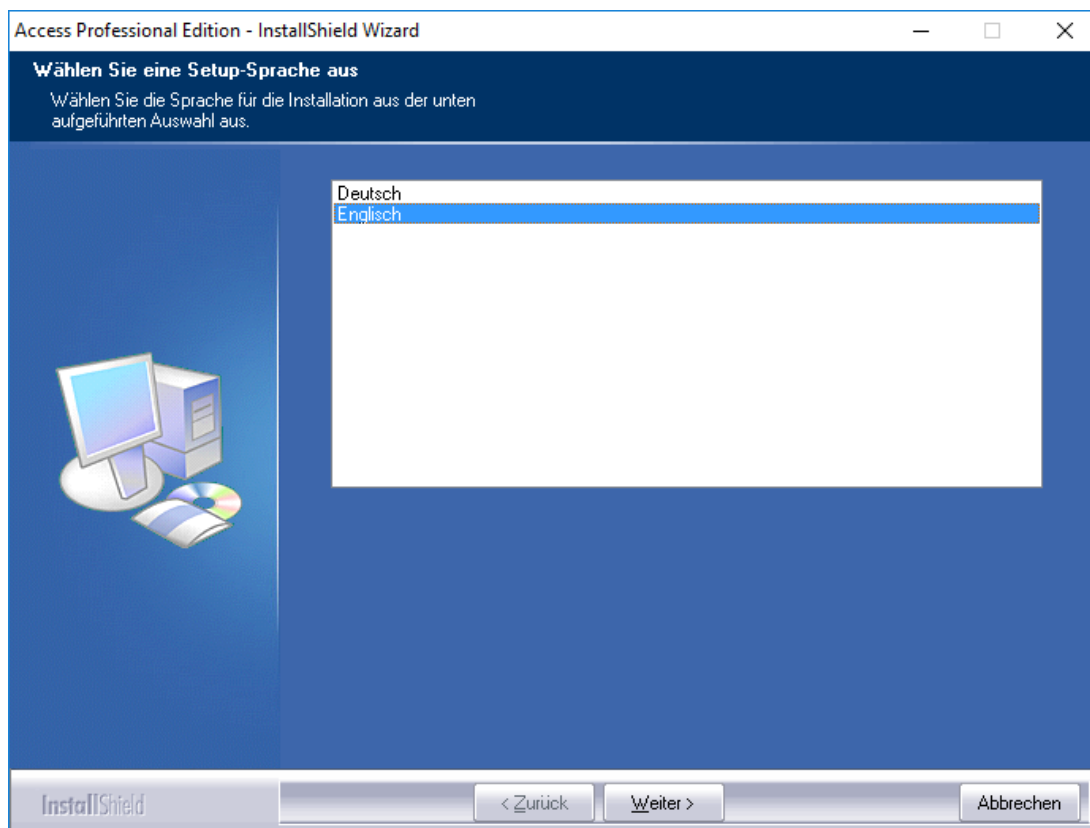 Access Professional Edition - InstallShield Wizard
Wählen Sie eine Setup-Sprache aus
Wählen Sie die Sprache für die Installation aus der unten
aufgeführten Auswahl aus.
Deutsch
Englisch
InstallShield
< Zurück
Weiter >
Abbrechen